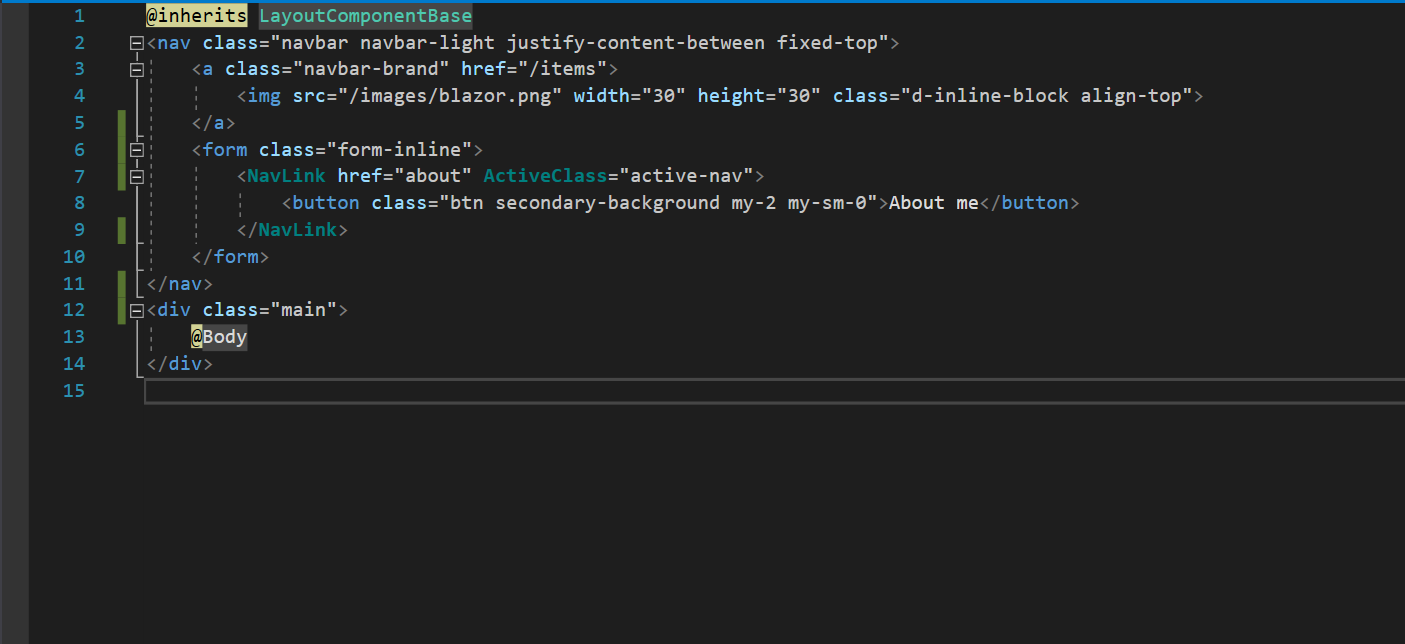 1 @inherits LayoutComponentBase
2 <nav class="navbar navbar-light justify-content-between fixed-top">
3     <a class="navbar-brand" href="/items">
4         <img src="/images/blazor.png" width="30" height="30" class="d-inline-block align-top">
5     </a>
6     <form class="form-inline">
7         <NavLink href="about" ActiveClass="active-nav">
8             <button class="btn secondary-background my-2 my-sm-0">About me</button>
9         </NavLink>
10     </form>
11 </nav>
12 <div class="main">
13     @Body
14 </div>
15